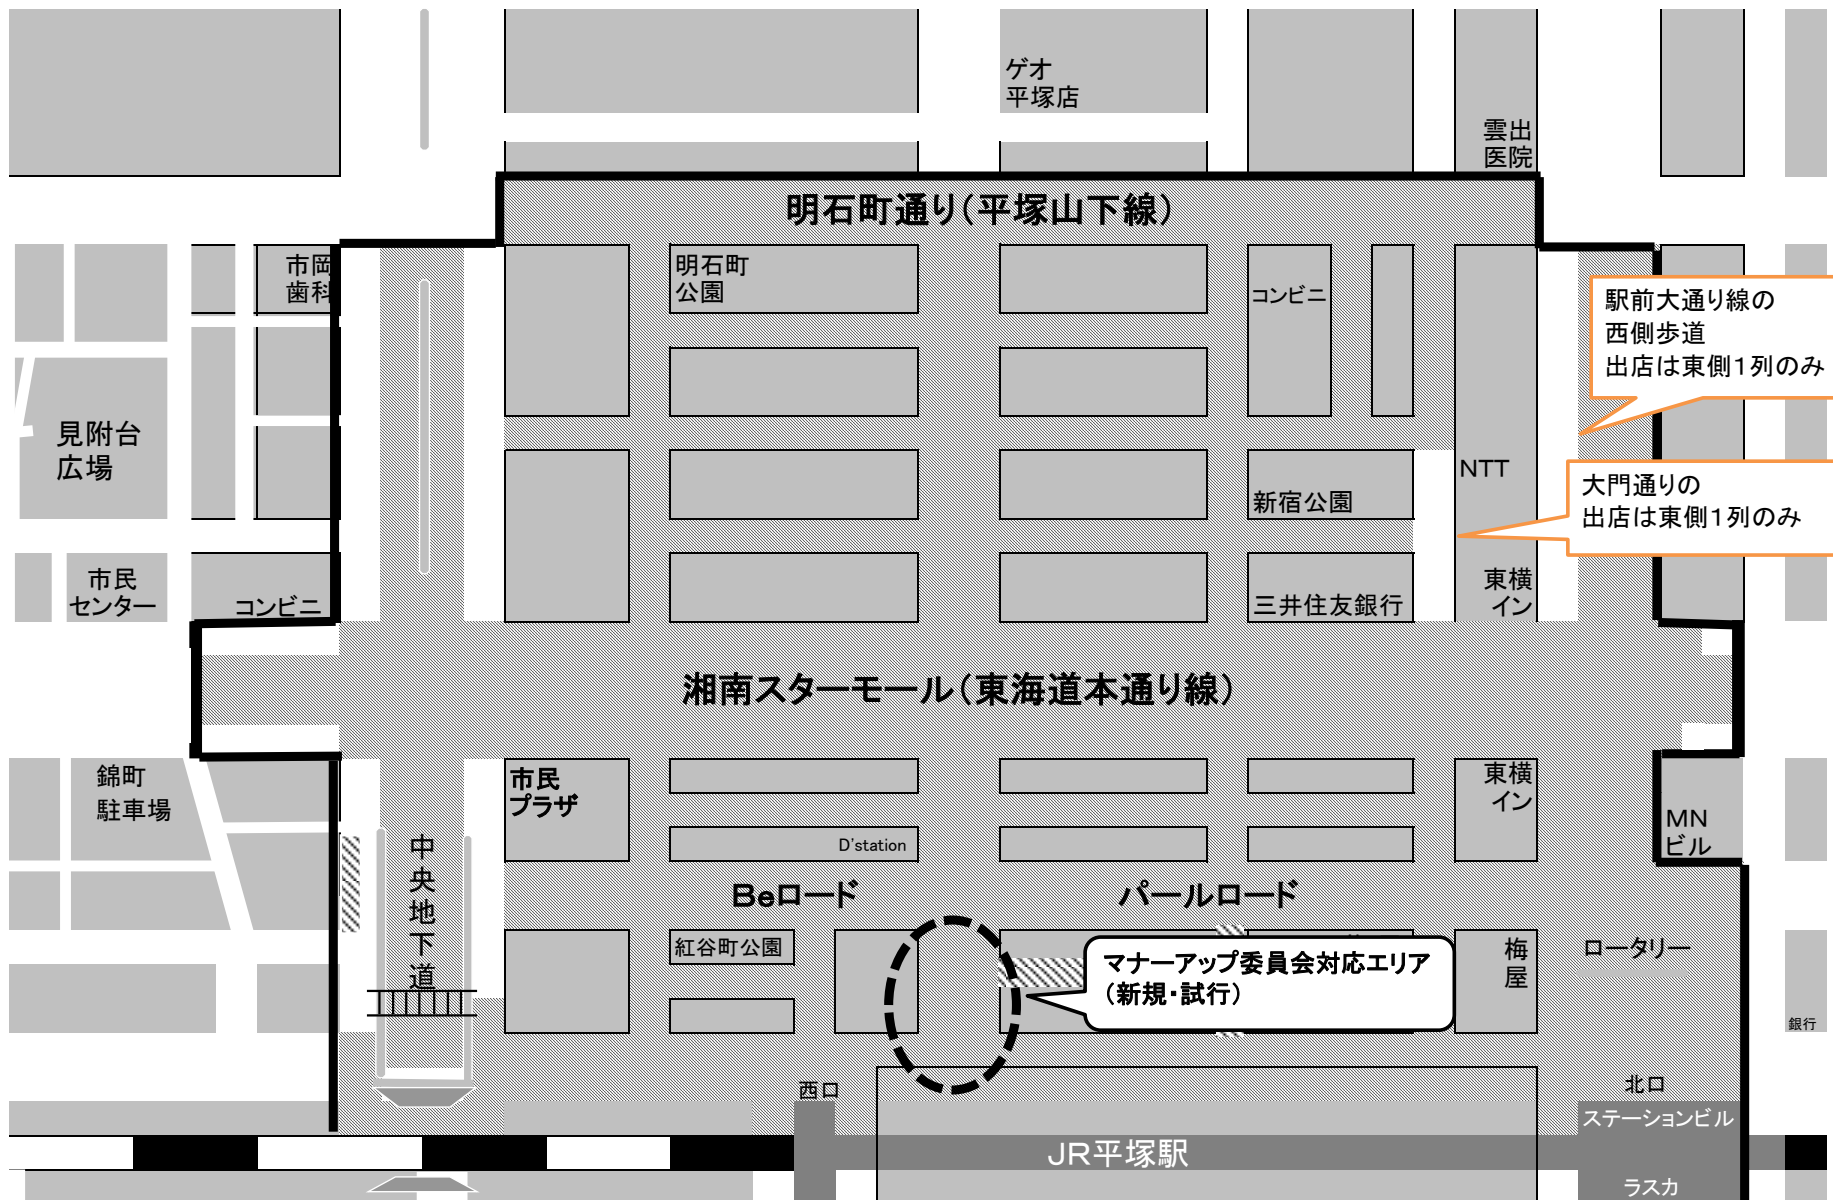 ゲオ
平塚店
雲出
医院
明石町通り(平塚山下線)
市岡
歯科
明石町
公園
コンビニ
駅前大通り線の
西側歩道
出店は東側1列のみ
見附台
広場
NTT
大門通りの
出店は東側1列のみ
新宿公園
市民
センター
コンビニ
三井住友銀行
東横
イン
湘南スターモール(東海道本通り線)
錦町
駐車場
市民
プラザ
東横
イン
MN
ビル
中央地下道
D'station
Beロード
パールロード
紅谷町公園
マナーアップ委員会対応エリア
(新規・試行)
梅屋
ロータリー
銀行
西口
北口
ステーションビル
JR平塚駅
ラスカ